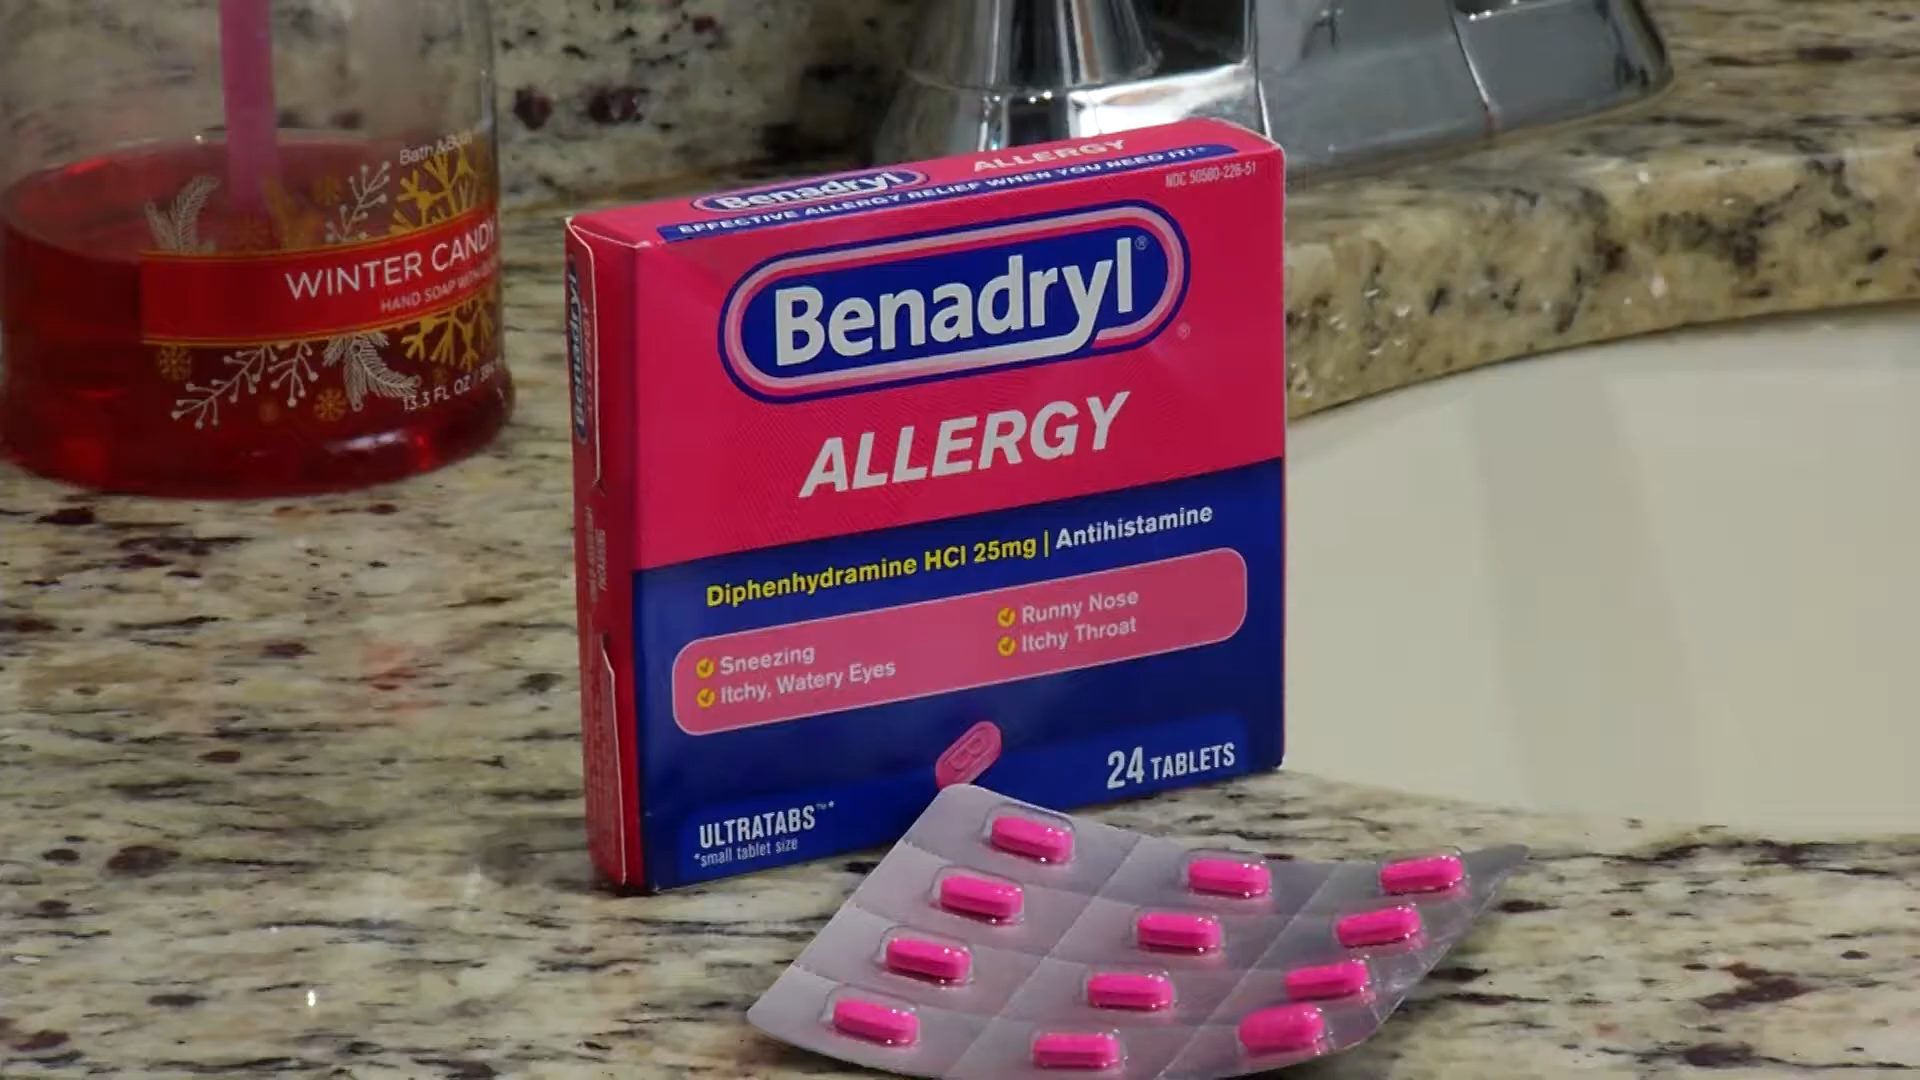 Bath & Bod
WINTER CANDY
HAND SOAP WITH
13.3 FL OZ
Benadryl ALLERGY
EFFECTIVE ALLERGY RELIEF WHEN YOU NEED IT!*
NDC 50580-226-51
Benadryl®
®
ALLERGY
Diphenhydramine HCl 25mg | Antihistamine
Sneezing
Itchy, Watery Eyes
Runny Nose
Itchy Throat
ULTRATABS™*
*small tablet size
24 TABLETS
Benadryl